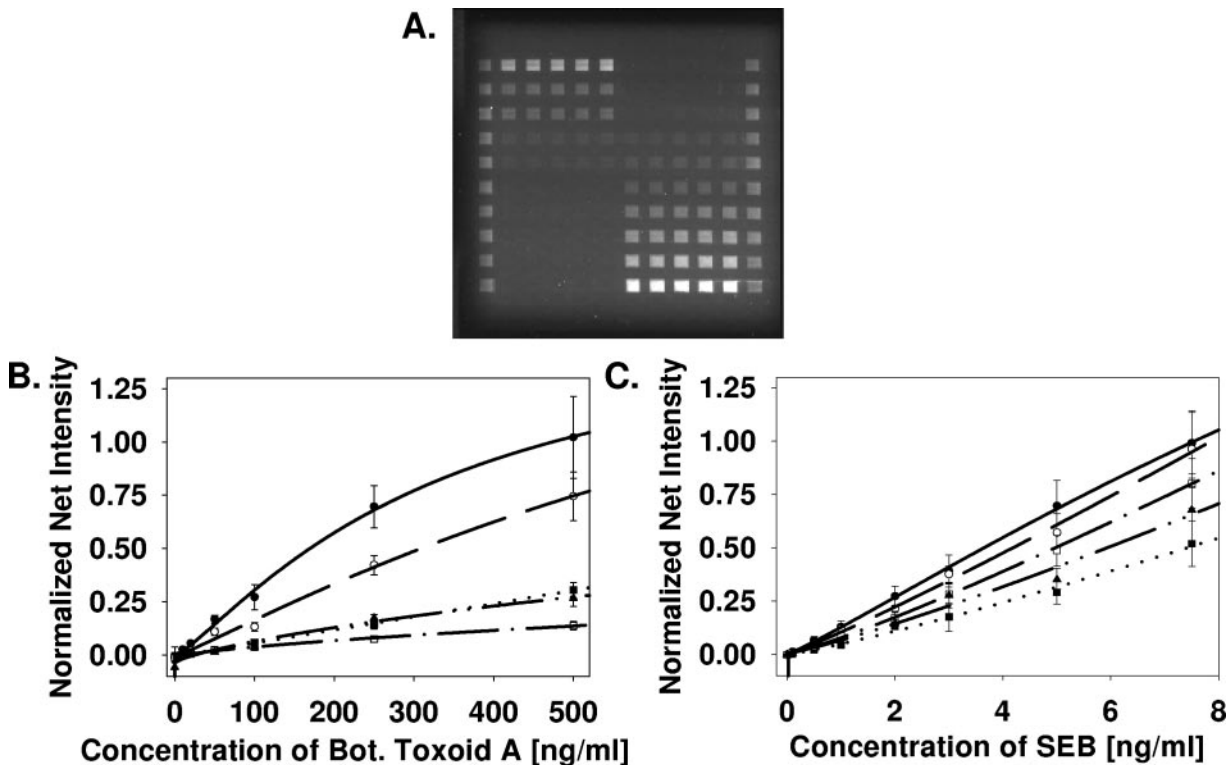 A.
B.
Normalized Net Intensity
1.25
1.00
0.75
0.50
0.25
0.00
0 100 200 300 400 500
Concentration of Bot. Toxoid A [ng/ml]
C.
Normalized Net Intensity
1.25
1.00
0.75
0.50
0.25
0.00
0 2 4 6 8
Concentration of SEB [ng/ml]